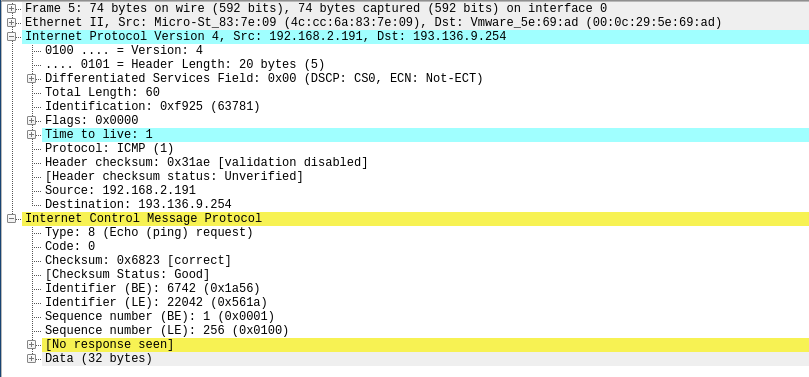 Frame 5: 74 bytes on wire (592 bits), 74 bytes captured (592 bits) on interface 0
Ethernet II, Src: Micro-St_83:7e:09 (4c:cc:6a:83:7e:09), Dst: Vmware_5e:69:ad (00:0c:29:5e:69:ad)
Internet Protocol Version 4, Src: 192.168.2.191, Dst: 193.136.9.254
0100 .... = Version: 4
.... 0101 = Header Length: 20 bytes (5)
Differentiated Services Field: 0x00 (DSCP: CS0, ECN: Not-ECT)
Total Length: 60
Identification: 0xf925 (63781)
Flags: 0x0000
Time to live: 1
Protocol: ICMP (1)
Header checksum: 0x31ae [validation disabled]
[Header checksum status: Unverified]
Source: 192.168.2.191
Destination: 193.136.9.254
Internet Control Message Protocol
Type: 8 (Echo (ping) request)
Code: 0
Checksum: 0x6823 [correct]
[Checksum Status: Good]
Identifier (BE): 6742 (0x1a56)
Identifier (LE): 22042 (0x561a)
Sequence number (BE): 1 (0x0001)
Sequence number (LE): 256 (0x0100)
[No response seen]
Data (32 bytes)